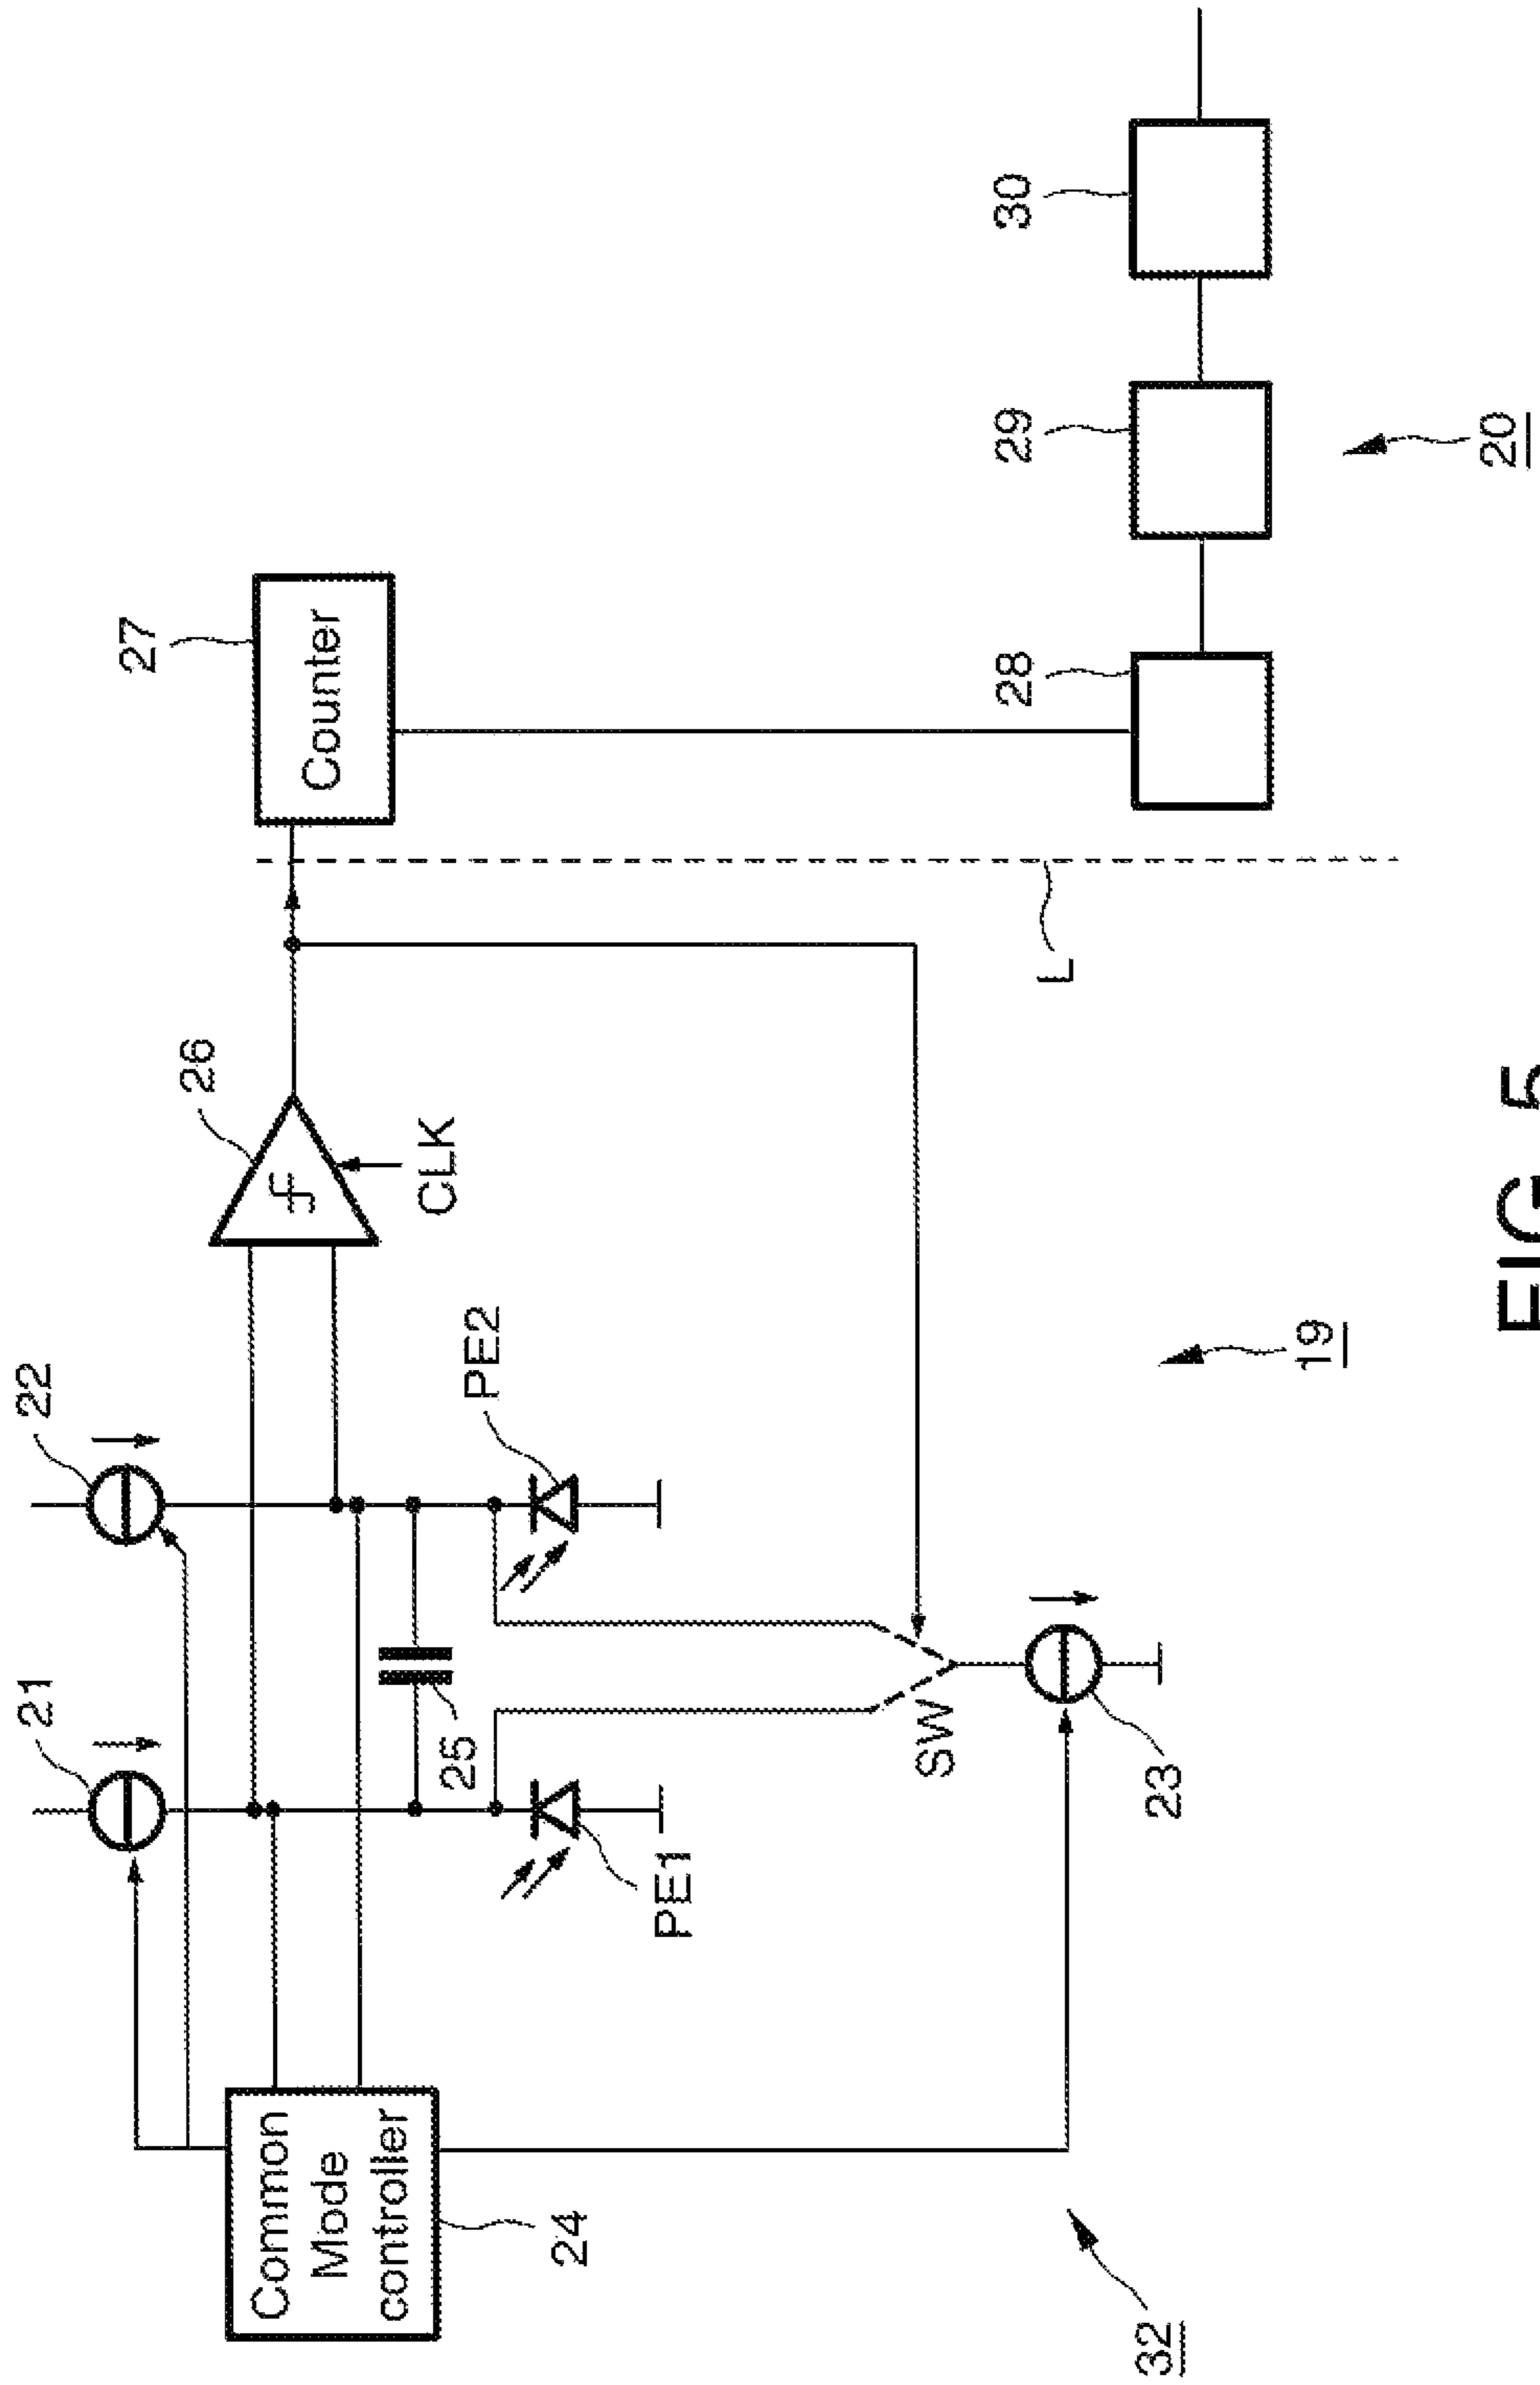 21
22
26
27
CLK
Common
Mode
controller
24
25
PE1
PE2
Counter
SW
23
L
28
29
30
32
19
20
FIG. 5